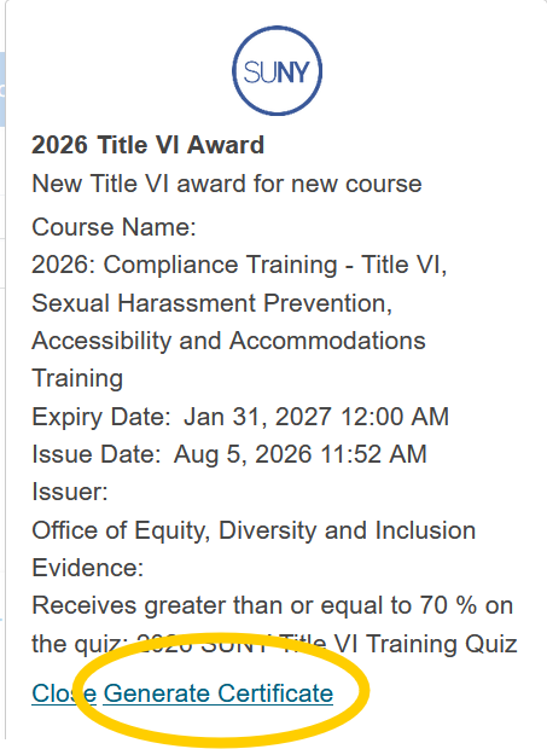 SUNY
2026 Title VI Award
New Title VI award for new course
Course Name:
2026: Compliance Training - Title VI,
Sexual Harassment Prevention,
Accessibility and Accommodations
Training
Expiry Date: Jan 31, 2027 12:00 AM
Issue Date: Aug 5, 2026 11:52 AM
Issuer:
Office of Equity, Diversity and Inclusion
Evidence:
Receives greater than or equal to 70 % on
the quiz: 2026 SUNY Title VI Training Quiz
Close Generate Certificate